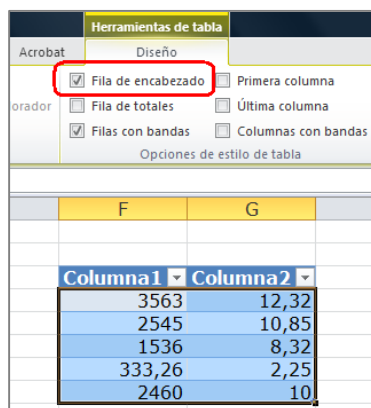 Herramientas de tabla
Acrobat Diseño
Fila de encabezado Primera columna
orador Fila de totales Última columna
Filas con bandas Columnas con bandas
Opciones de estilo de tabla
F G
Columna1 Columna2
3563 12,32
2545 10,85
1536 8,32
333,26 2,25
2460 10